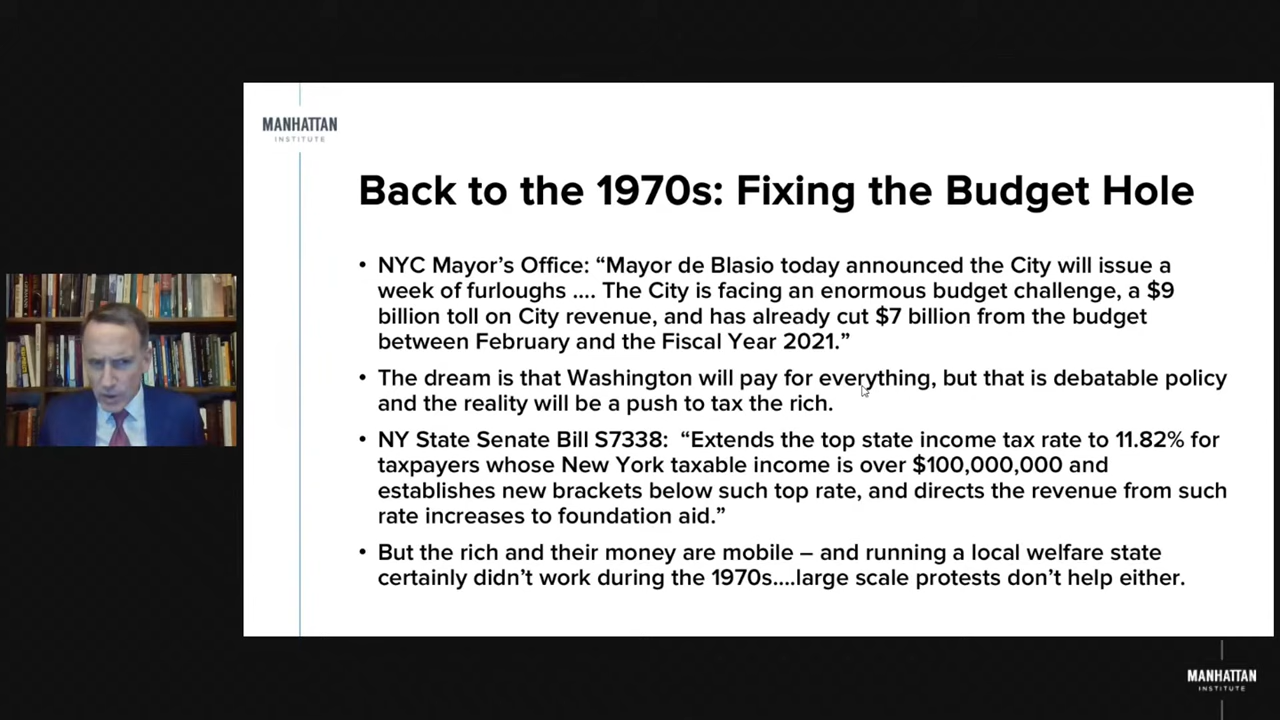 MANHATTAN
INSTITUTE
Back to the 1970s: Fixing the Budget Hole
• NYC Mayor’s Office: “Mayor de Blasio today announced the City will issue a
week of furloughs .... The City is facing an enormous budget challenge, a $9
billion toll on City revenue, and has already cut $7 billion from the budget
between February and the Fiscal Year 2021.”
• The dream is that Washington will pay for everything, but that is debatable policy
and the reality will be a push to tax the rich.
• NY State Senate Bill S7338:  “Extends the top state income tax rate to 11.82% for
taxpayers whose New York taxable income is over $100,000,000 and
establishes new brackets below such top rate, and directs the revenue from such
rate increases to foundation aid.”
• But the rich and their money are mobile – and running a local welfare state
certainly didn’t work during the 1970s....large scale protests don’t help either.
MANHATTAN
INSTITUTE